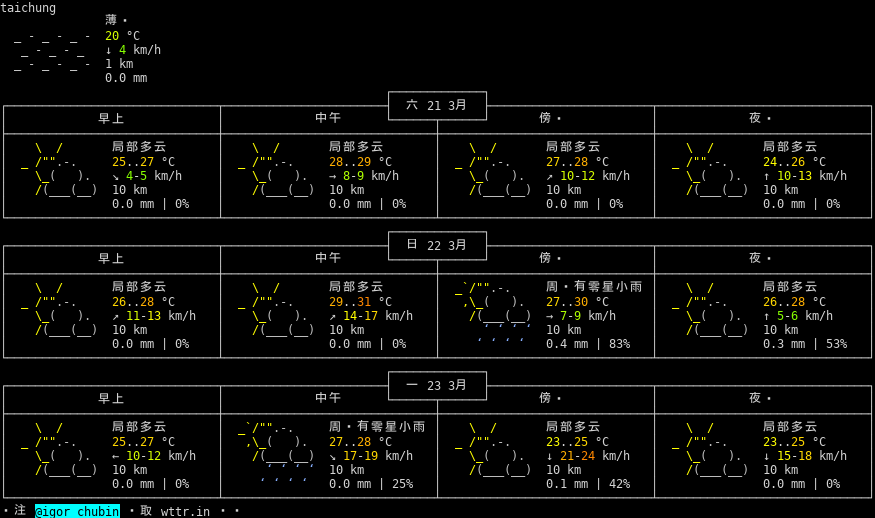 taichung
薄・
20 °C
↓ 4 km/h
1 km
0.0 mm
六 21 3月
早上 中午 傍・ 夜・
局部多云 局部多云 局部多云 局部多云
25..27 °C 28..29 °C 27..28 °C 24..26 °C
↘ 4-5 km/h → 8-9 km/h ↗ 10-12 km/h ↑ 10-13 km/h
10 km 10 km 10 km 10 km
0.0 mm | 0% 0.0 mm | 0% 0.0 mm | 0% 0.0 mm | 0%
日 22 3月
早上 中午 傍・ 夜・
局部多云 局部多云 周・有零星小雨 局部多云
26..28 °C 29..31 °C 27..30 °C 26..28 °C
↗ 11-13 km/h ↗ 14-17 km/h → 7-9 km/h ↑ 5-6 km/h
10 km 10 km 10 km 10 km
0.0 mm | 0% 0.0 mm | 0% 0.4 mm | 83% 0.3 mm | 53%
一 23 3月
早上 中午 傍・ 夜・
局部多云 周・有零星小雨 局部多云 局部多云
25..27 °C 27..28 °C 23..25 °C 23..25 °C
← 10-12 km/h ↘ 17-19 km/h ↓ 21-24 km/h ↓ 15-18 km/h
10 km 10 km 10 km 10 km
0.0 mm | 0% 0.0 mm | 25% 0.1 mm | 42% 0.0 mm | 0%
・注 @igor_chubin ・取 wttr.in ・・